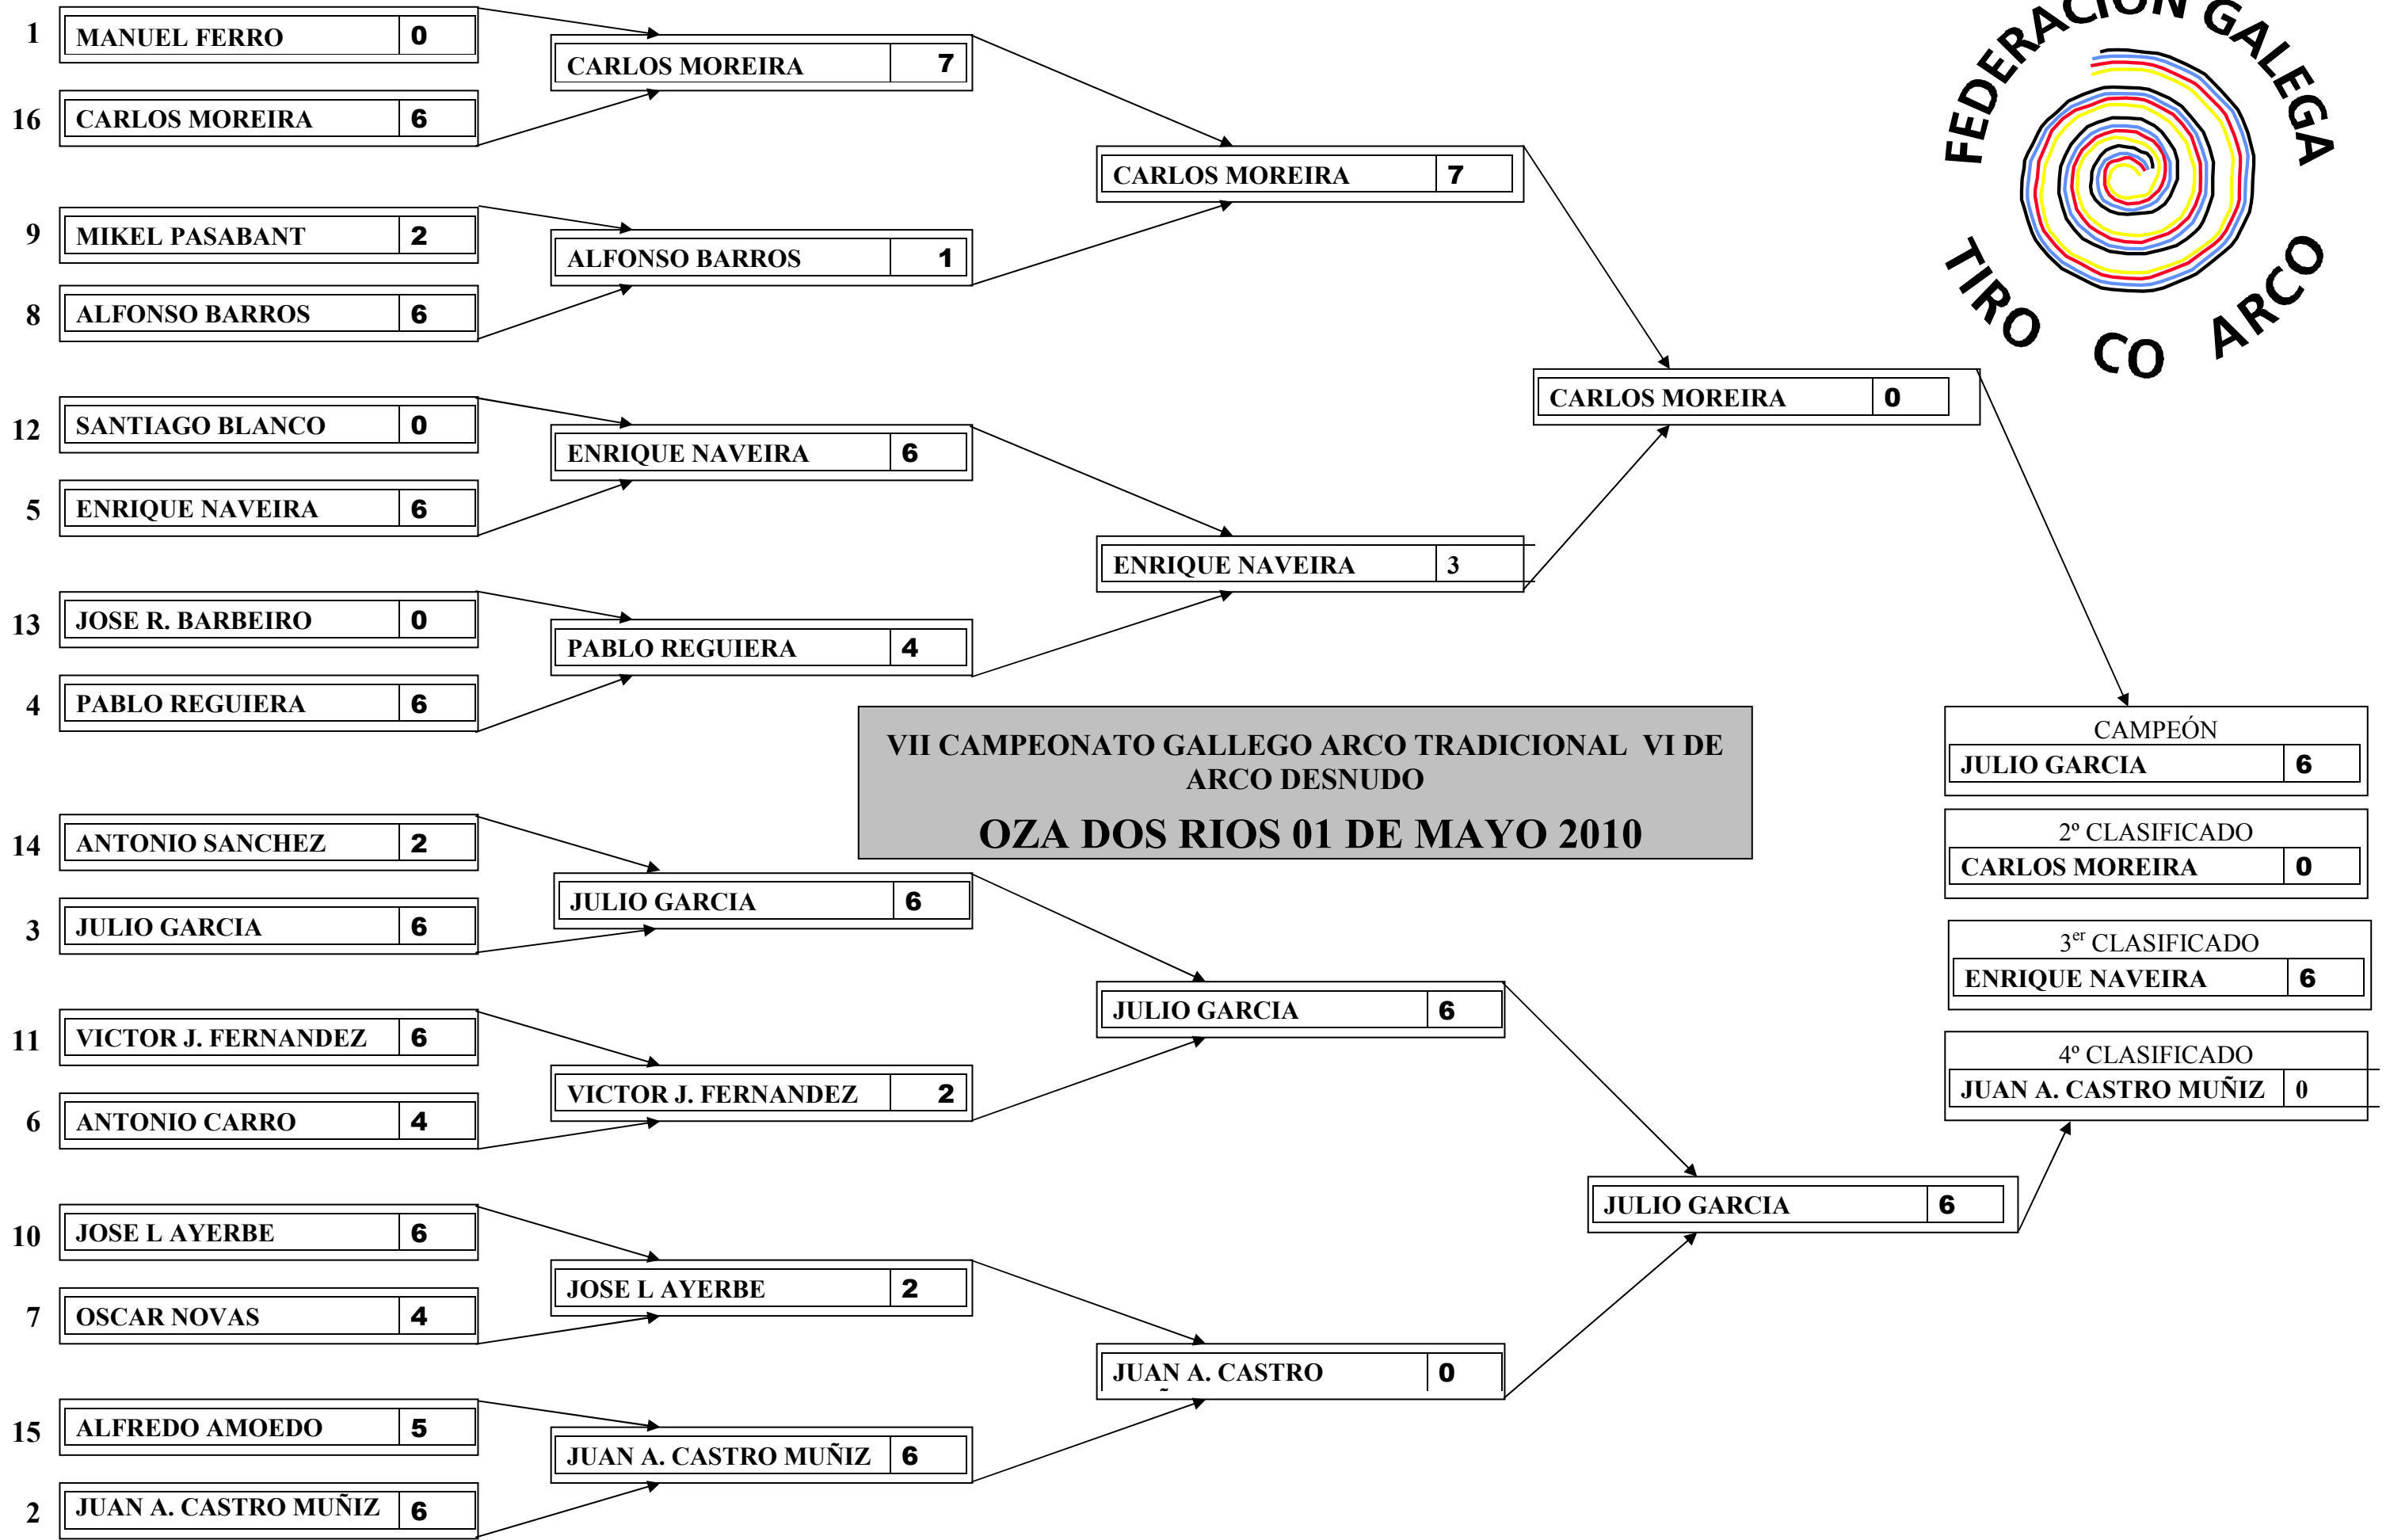 FEDERACIÓN GALEGA
TIRO CO ARCO
1 MANUEL FERRO 0
16 CARLOS MOREIRA 6
9 MIKEL PASABANT 2
8 ALFONSO BARROS 6
12 SANTIAGO BLANCO 0
5 ENRIQUE NAVEIRA 6
13 JOSE R. BARBEIRO 0
4 PABLO REGUIERA 6
14 ANTONIO SANCHEZ 2
3 JULIO GARCIA 6
11 VICTOR J. FERNANDEZ 6
6 ANTONIO CARRO 4
10 JOSE L AYERBE 6
7 OSCAR NOVAS 4
15 ALFREDO AMOEDO 5
2 JUAN A. CASTRO MUÑIZ 6
CARLOS MOREIRA 7
ALFONSO BARROS 1
ENRIQUE NAVEIRA 6
PABLO REGUIERA 4
JULIO GARCIA 6
VICTOR J. FERNANDEZ 2
JOSE L AYERBE 2
JUAN A. CASTRO MUÑIZ 6
CARLOS MOREIRA 7
ENRIQUE NAVEIRA 3
VII CAMPEONATO GALLEGO ARCO TRADICIONAL VI DE
ARCO DESNUDO
OZA DOS RIOS 01 DE MAYO 2010
JULIO GARCIA 6
JUAN A. CASTRO 0
CARLOS MOREIRA 0
JULIO GARCIA 6
CAMPEÓN
JULIO GARCIA 6
2º CLASIFICADO
CARLOS MOREIRA 0
3er CLASIFICADO
ENRIQUE NAVEIRA 6
4º CLASIFICADO
JUAN A. CASTRO MUÑIZ 0